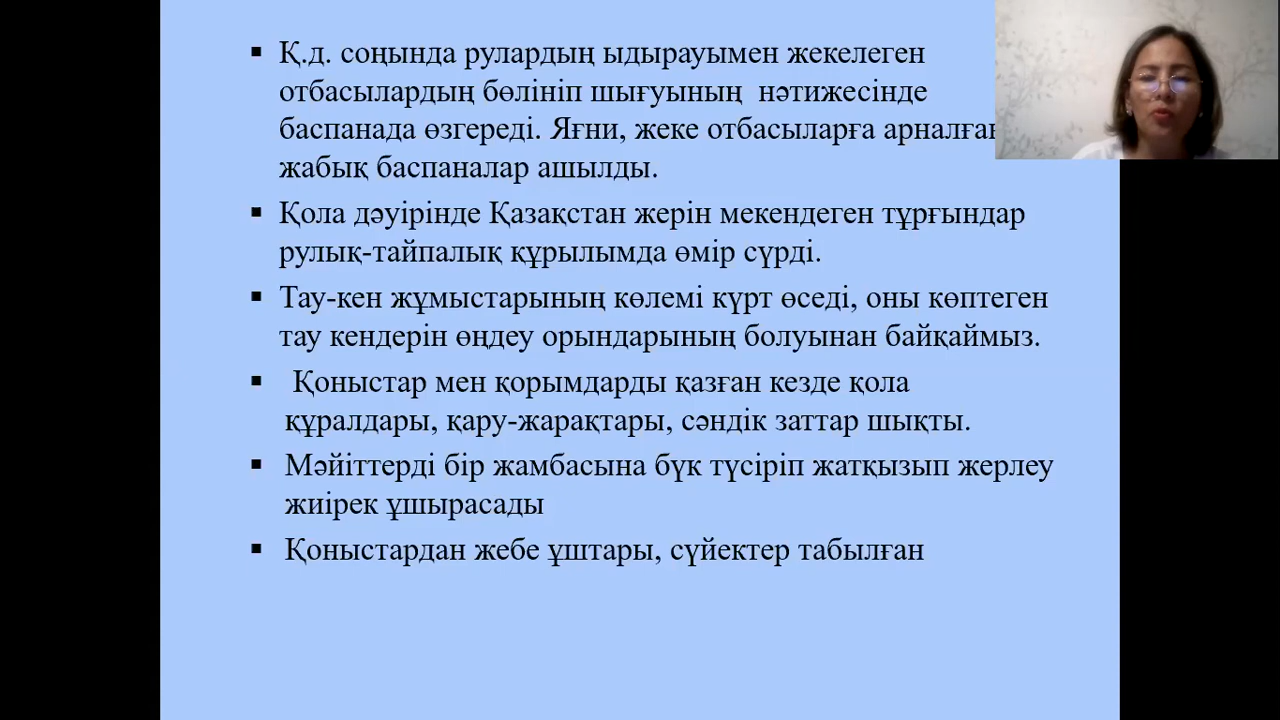 ▪ Қ.д. соңында рулардың ыдырауымен жекелеген
отбасылардың бөлініп шығуының нәтижесінде
баспанада өзгереді. Яғни, жеке отбасыларға арналған
жабық баспаналар ашылды.
▪ Қола дәуірінде Қазақстан жерін мекендеген тұрғындар
рулық-тайпалық құрылымда өмір сүрді.
▪ Тау-кен жұмыстарының көлемі күрт өседі, оны көптеген
тау кендерін өңдеу орындарының болуынан байқаймыз.
▪ Қоныстар мен қорымдарды қазған кезде қола
құралдары, қару-жарақтары, сәндік заттар шықты.
▪ Мәйіттерді бір жамбасына бүк түсіріп жатқызып жерлеу
жиірек ұшырасады
▪ Қоныстардан жебе ұштары, сүйектер табылған